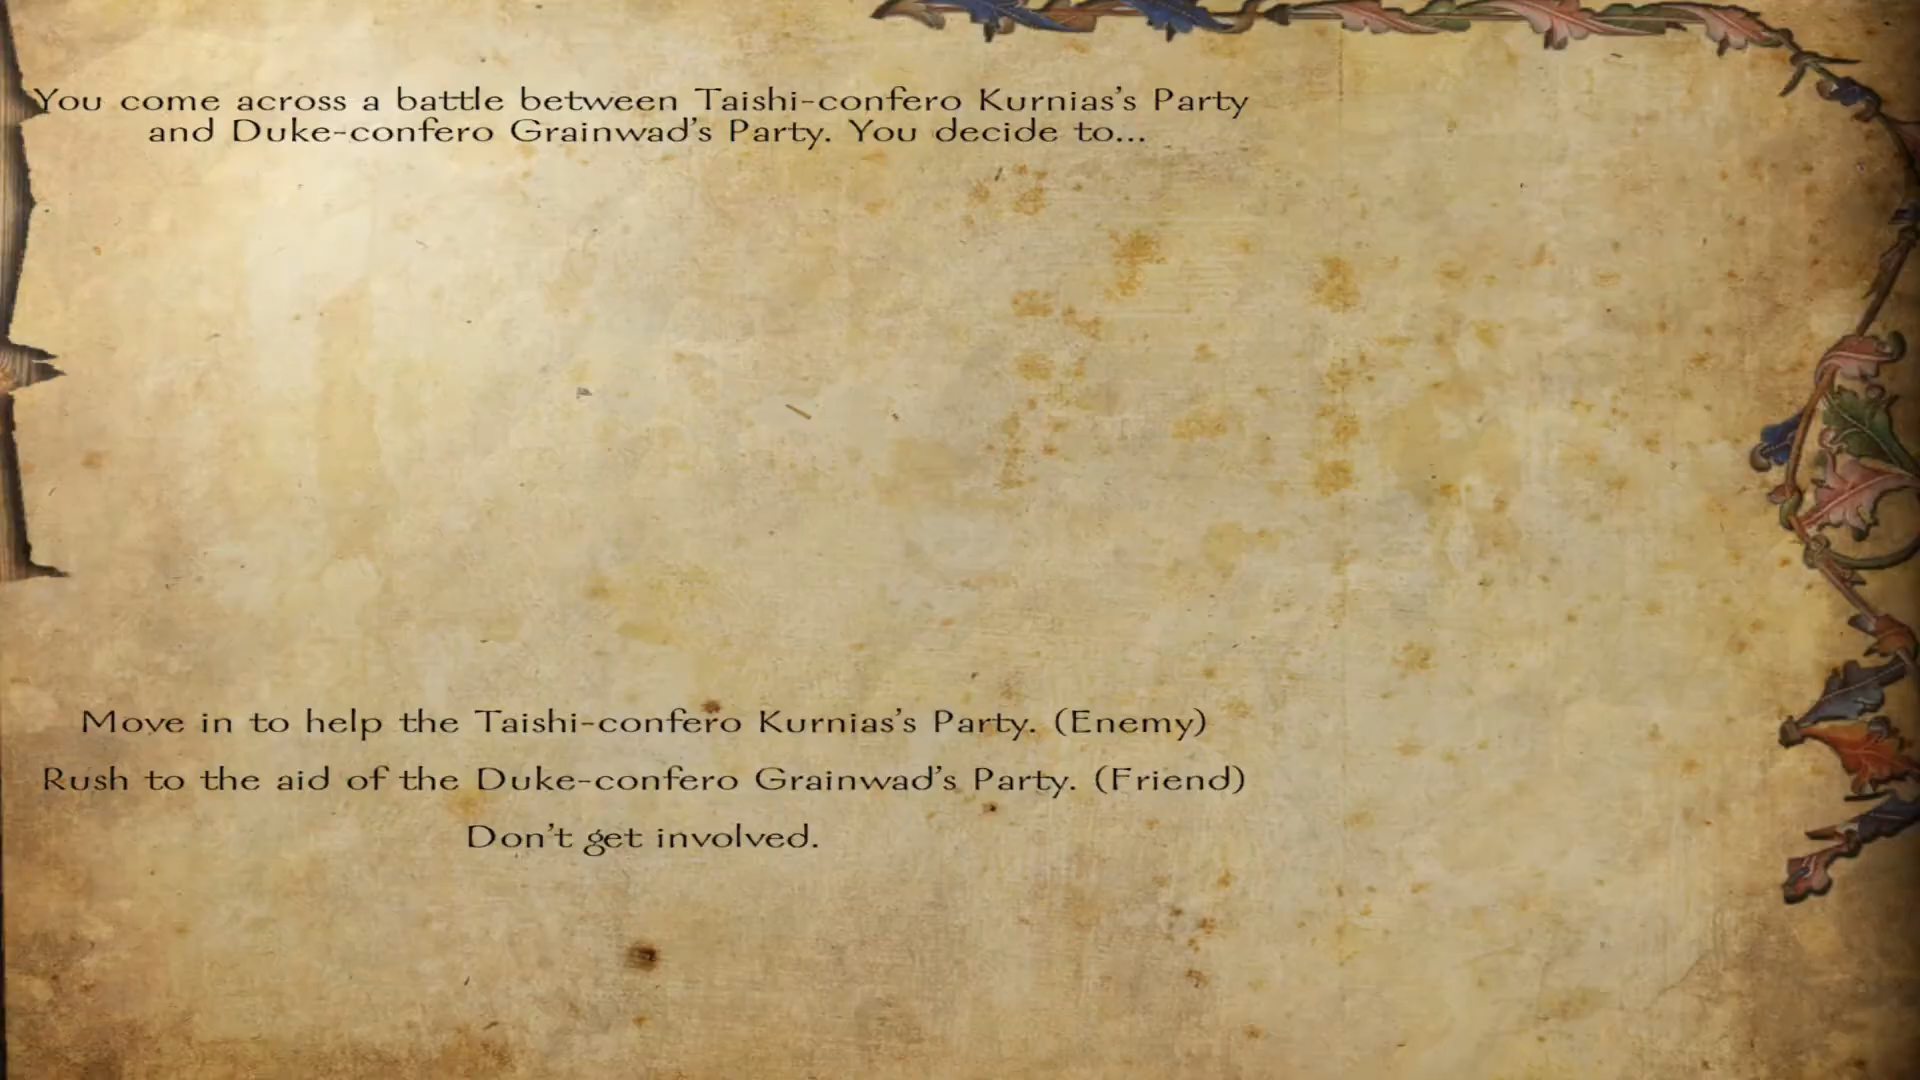 You come across a battle between Taishi-confero Kurnias's Party
and Duke-confero Grainwad's Party. You decide to...
Move in to help the Taishi-confero Kurnias's Party. (Enemy)
Rush to the aid of the Duke-confero Grainwad's Party. (Friend)
Don't get involved.